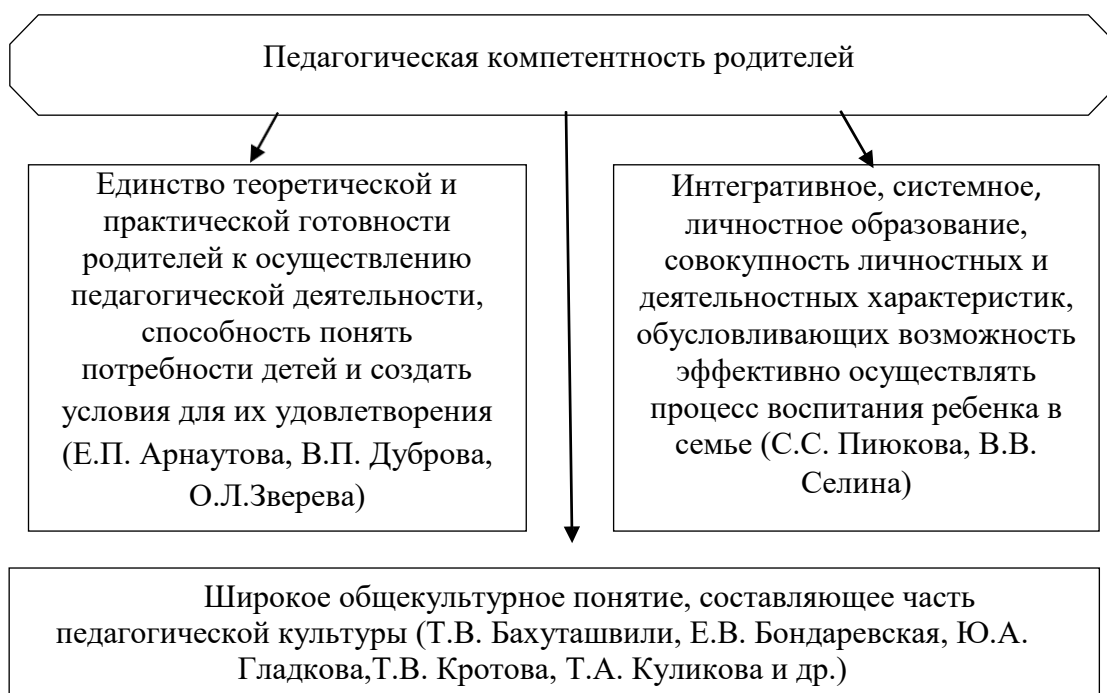 Педагогическая компетентность родителей
Единство теоретической и
практической готовности
родителей к осуществлению
педагогической деятельности,
способность понять
потребности детей и создать
условия для их удовлетворения
(Е.П. Арнаутова, В.П. Дуброва,
О.Л.Зверева)
Интегративное, системное,
личностное образование,
совокупность личностных и
деятельностных характеристик,
обусловливающих возможность
эффективно осуществлять
процесс воспитания ребенка в
семье (С.С. Пиюкова, В.В.
Селина)
Широкое общекультурное понятие, составляющее часть
педагогической культуры (Т.В. Бахуташвили, Е.В. Бондаревская, Ю.А.
Гладкова,Т.В. Кротова, Т.А. Куликова и др.)